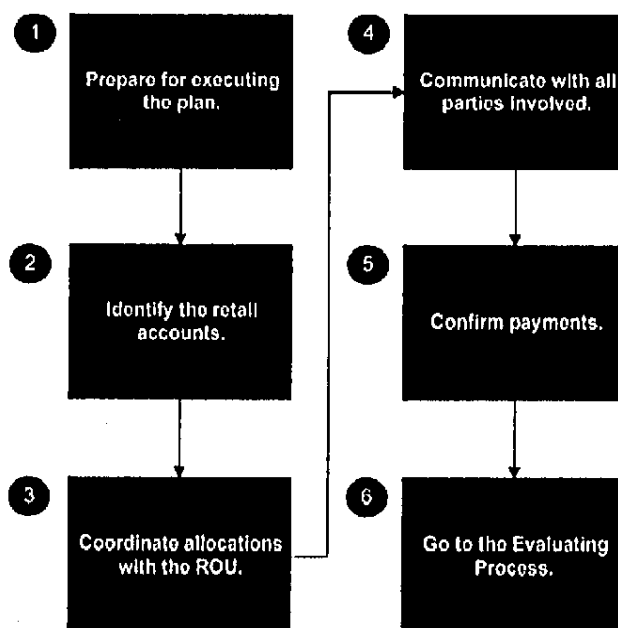 1
Prepare for executing
the plan.
2
Identify the retail
accounts.
3
Coordinate allocations
with the ROU.
4
Communicate with all
parties involved.
5
Confirm payments.
6
Go to the Evaluating
Process.